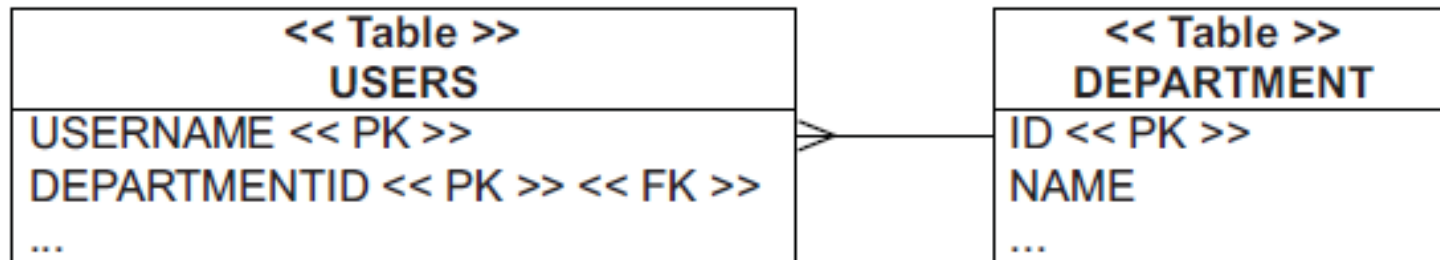 << Table >>
USERS
USERNAME << PK >>
DEPARTMENTID << PK >> << FK >>
...
<< Table >>
DEPARTMENT
ID << PK >>
NAME
...